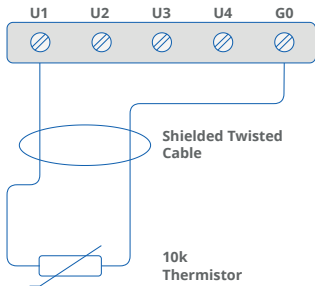 U1 U2 U3 U4 G0
Shielded Twisted
Cable
10k
Thermistor